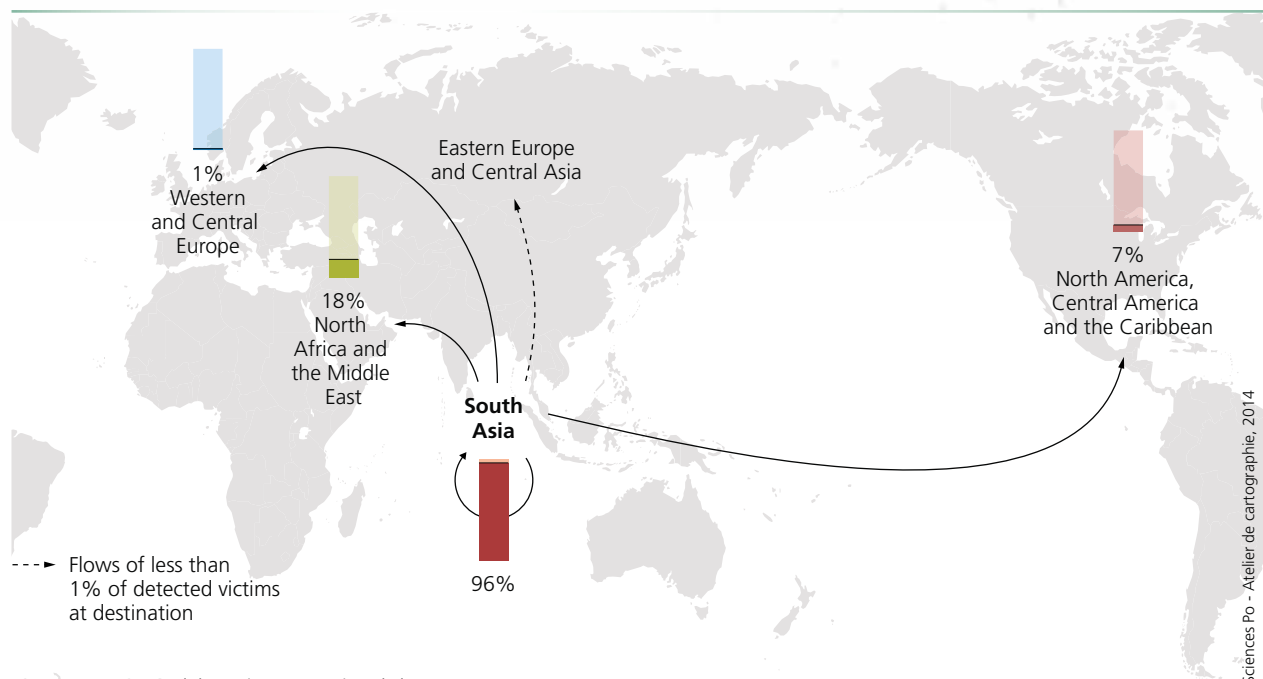 1%
Western
and Central
Europe
Eastern Europe
and Central Asia
18%
North
Africa and
the Middle
East
7%
North America,
Central America
and the Caribbean
South
Asia
96%
Flows of less than
1% of detected victims
at destination
Sciences Po - Atelier de cartographie, 2014